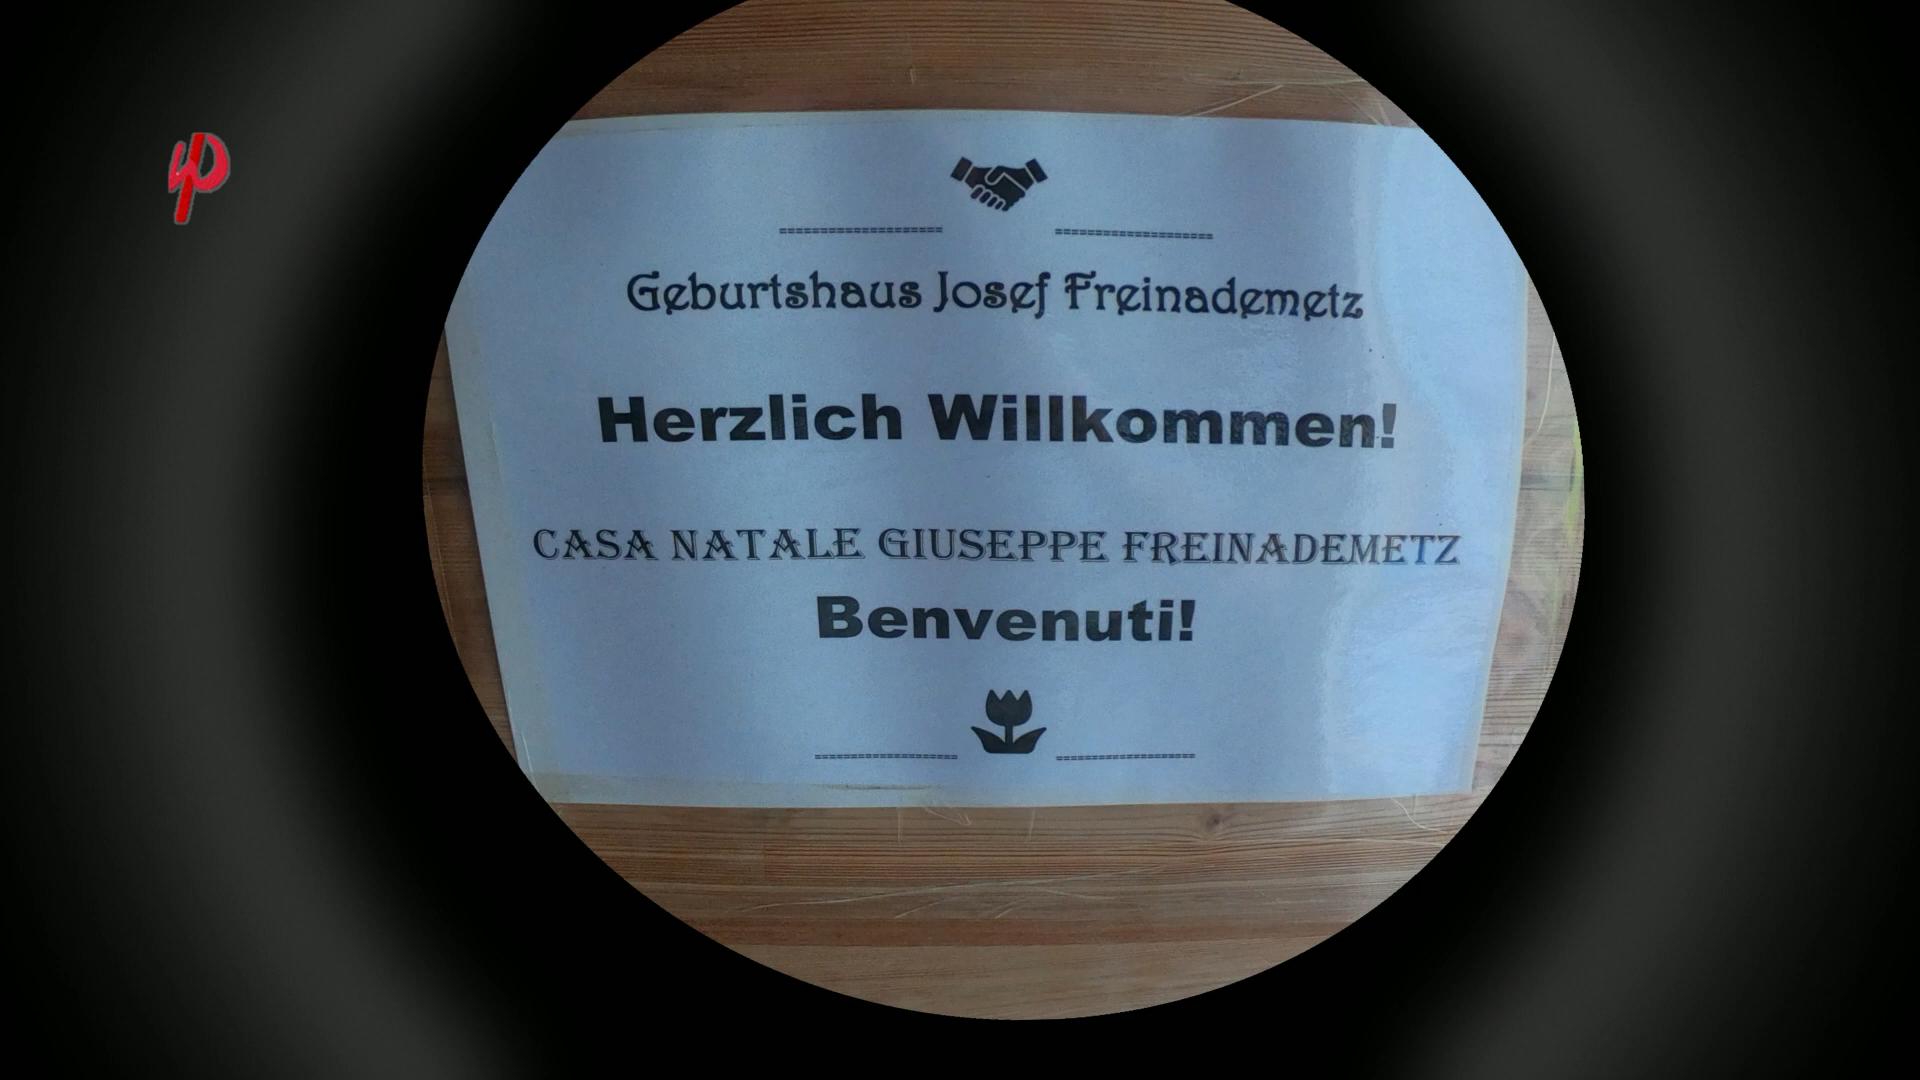 Geburtshaus Josef Freinademetz
Herzlich Willkommen!
CASA NATALE GIUSEPPE FREINADEMETZ
Benvenuti!